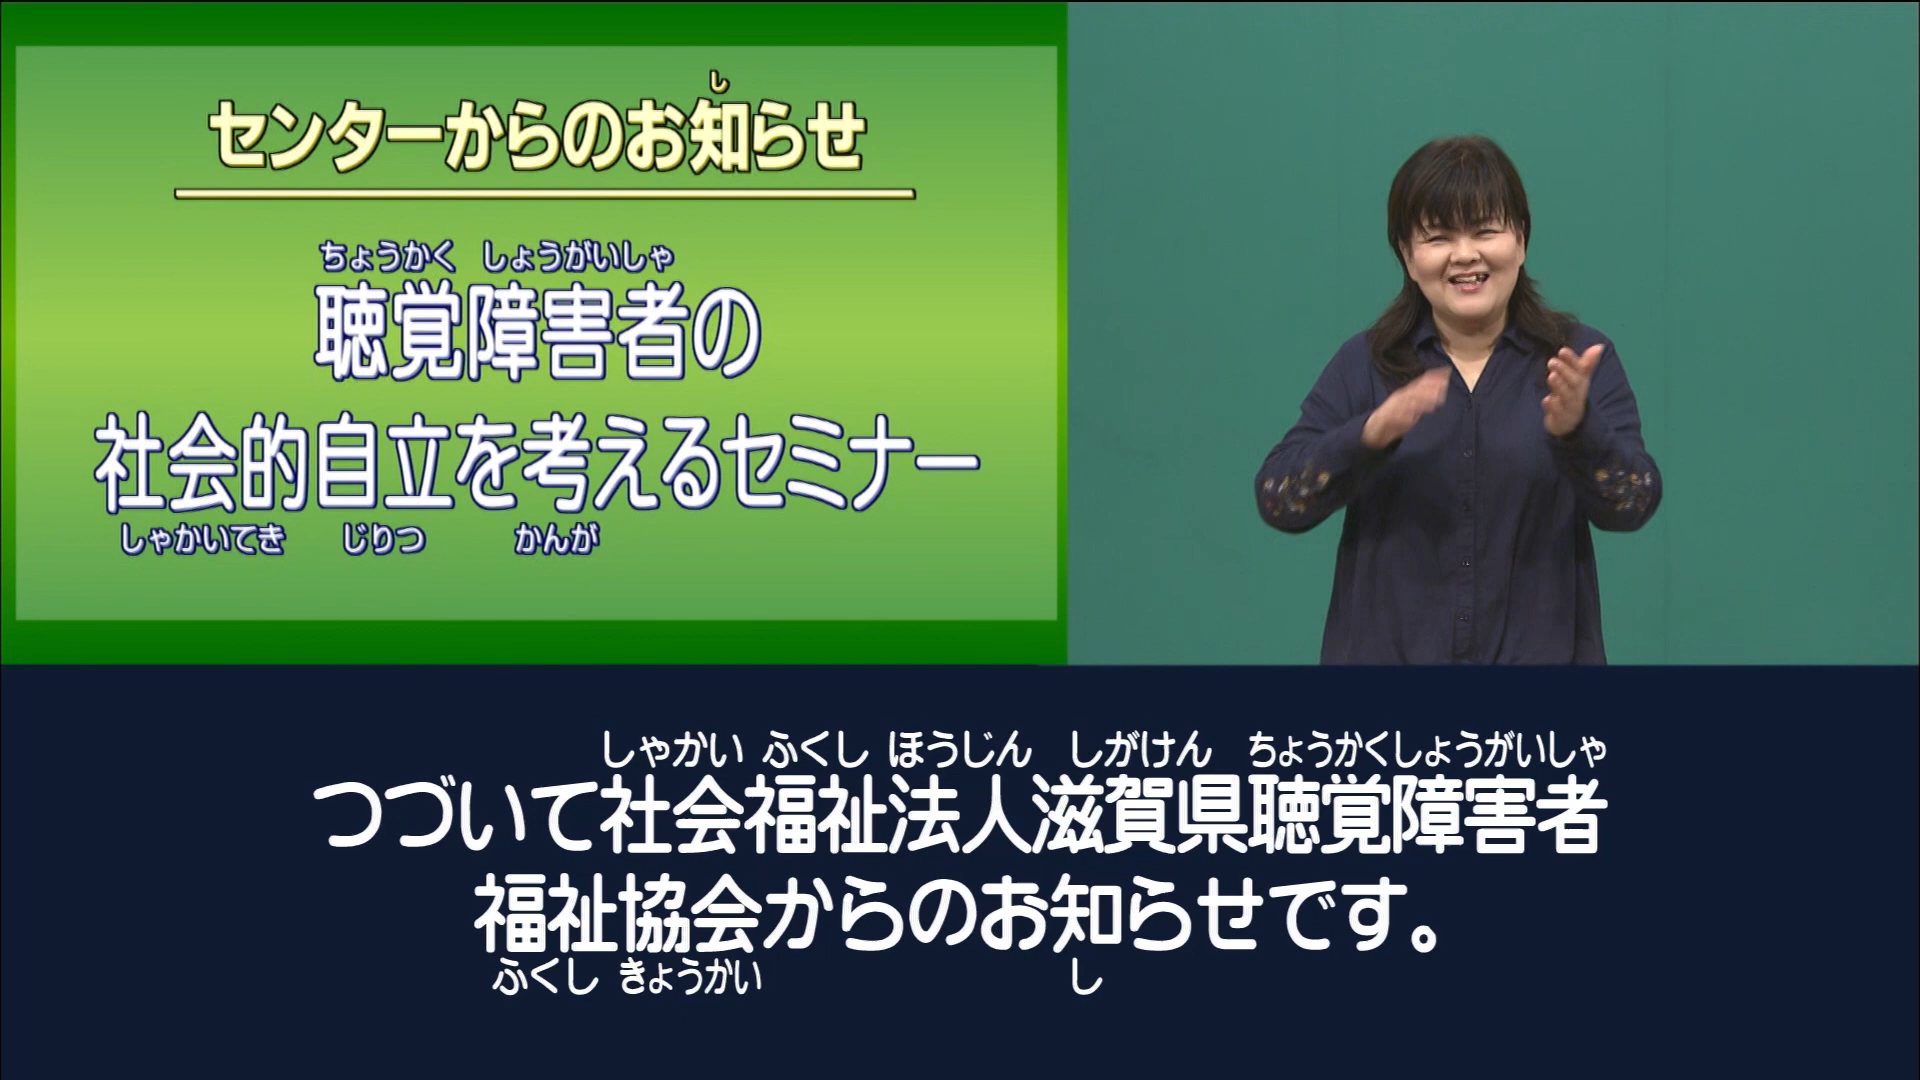 し
センターからのお知らせ
ちょうかく しょうがいしゃ
聴覚障害者の
社会的自立を考えるセミナー
しゃかいてき じりつ かんが
しゃかい ふくし ほうじん しがけん ちょうかくしょうがいしゃ
つづいて社会福祉法人滋賀県聴覚障害者
福祉協会からのお知らせです。
ふくし きょうかい し